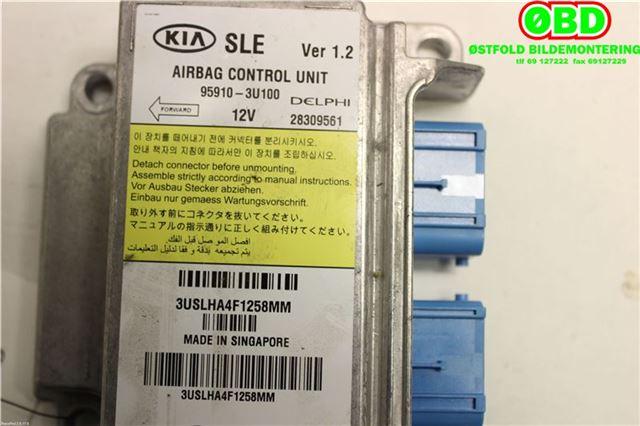 ØBD
ØSTFOLD BILDEMONTERING
tlf 69 127222 fax 69127229
KIA SLE Ver 1.2
AIRBAG CONTROL UNIT
95910-3U100 DELPHI
FORWARD 12V 28309561
이 장치를 떼어내기 전에 커넥터를 분리시키시오.
안내 책자의 지침에 따라서만 이 장치를 조립하십시오.
Detach connector before unmounting.
Assemble strictly according to manual instructions.
Vor Ausbau Stecker abziehen.
Einbau nur gemaess Wartungsvorschrift.
取り外す前にコネクタを抜いてください。
マニュアルの指示通りに正しく組み付けてください。
افصل الموصل قبل الفك
يتم تجميعه بدقة و وفقا لدليل التعليمات
3USLHA4F1258MM
MADE IN SINGAPORE
3USLHA4F1258MM